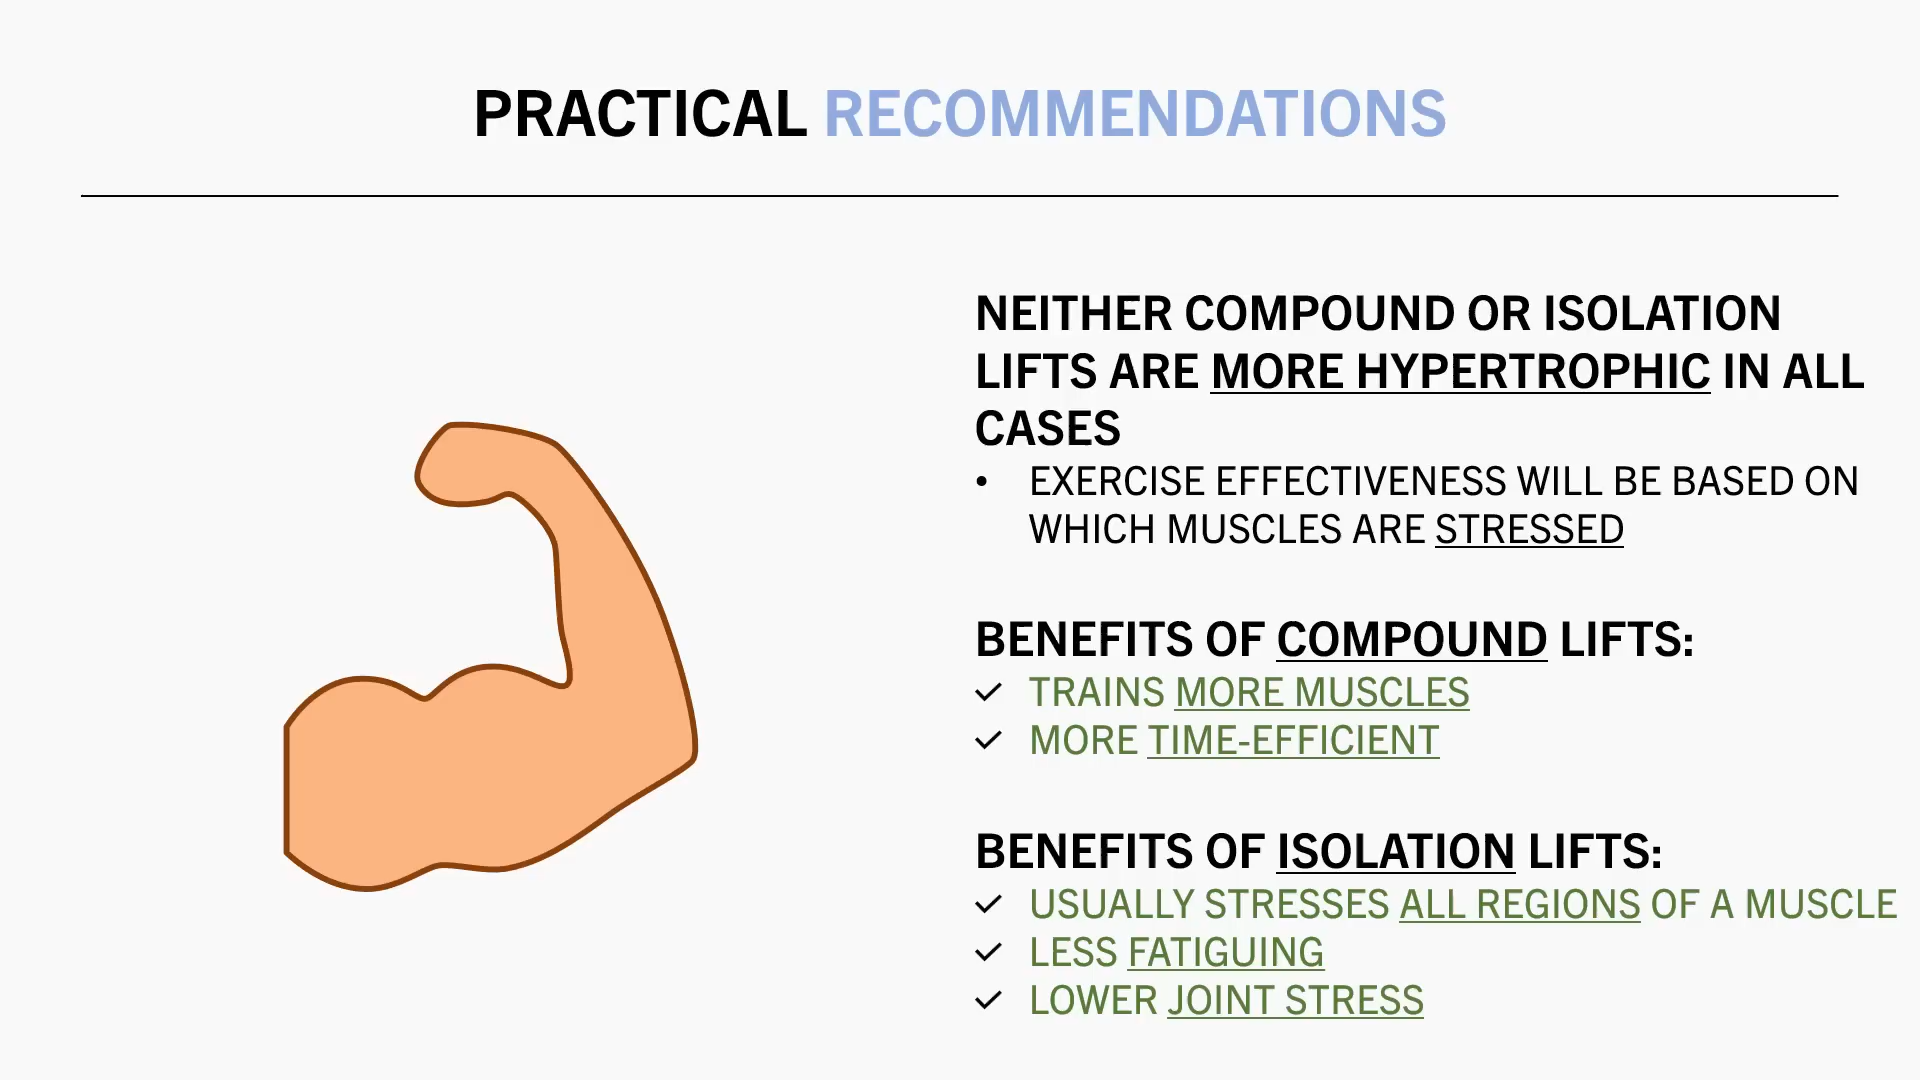 PRACTICAL RECOMMENDATIONS
NEITHER COMPOUND OR ISOLATION
LIFTS ARE MORE HYPERTROPHIC IN ALL
CASES
• EXERCISE EFFECTIVENESS WILL BE BASED ON
WHICH MUSCLES ARE STRESSED
BENEFITS OF COMPOUND LIFTS:
✓ TRAINS MORE MUSCLES
✓ MORE TIME-EFFICIENT
BENEFITS OF ISOLATION LIFTS:
✓ USUALLY STRESSES ALL REGIONS OF A MUSCLE
✓ LESS FATIGUING
✓ LOWER JOINT STRESS